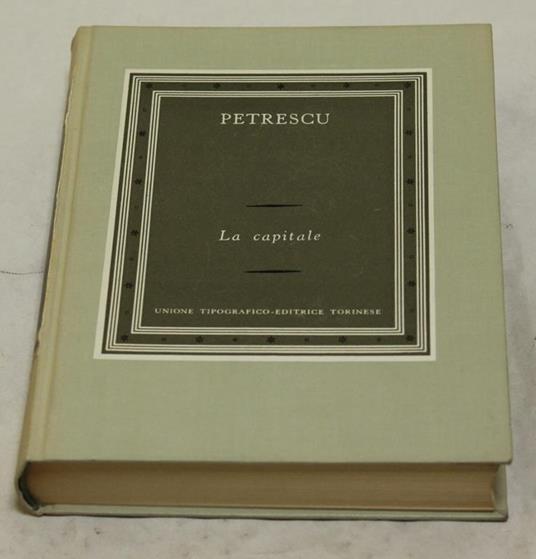 PETRESCU
La capitale
UNIONE TIPOGRAFICO-EDITRICE TORINESE